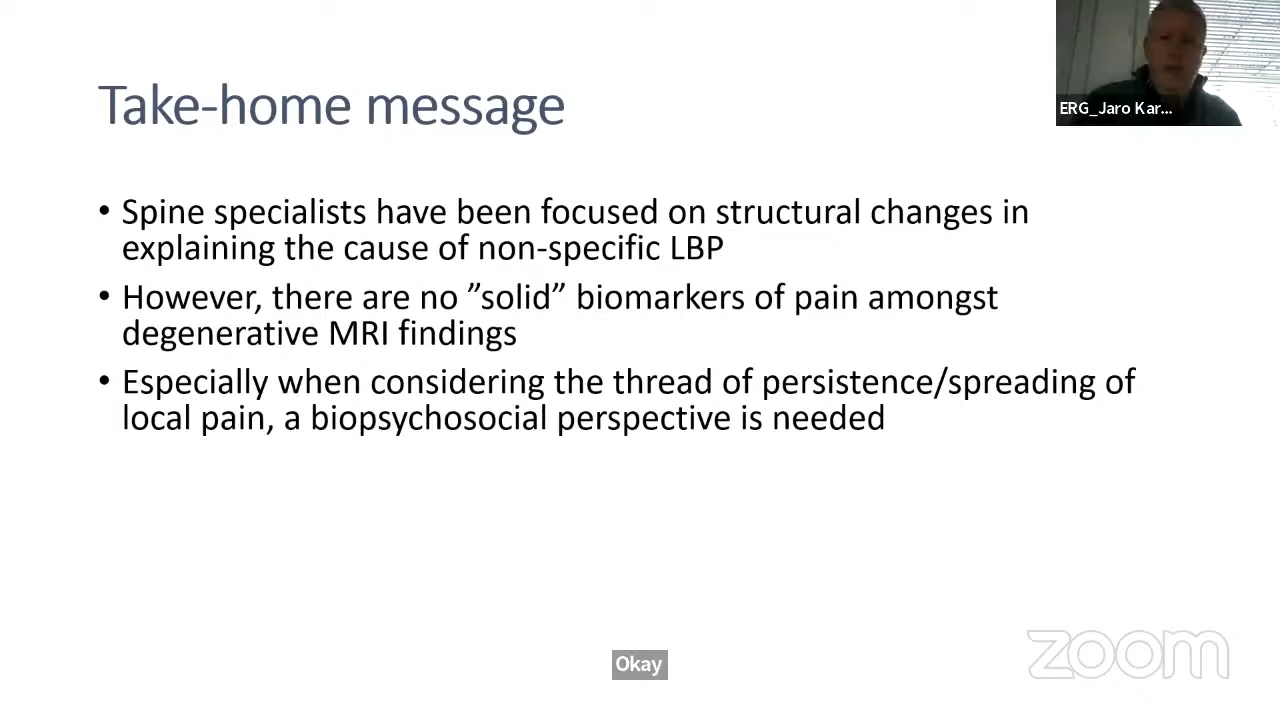 Take-home message
ERG_Jaro Kar...
• Spine specialists have been focused on structural changes in
explaining the cause of non-specific LBP
• However, there are no ”solid” biomarkers of pain amongst
degenerative MRI findings
• Especially when considering the thread of persistence/spreading of
local pain, a biopsychosocial perspective is needed
Okay
zoom